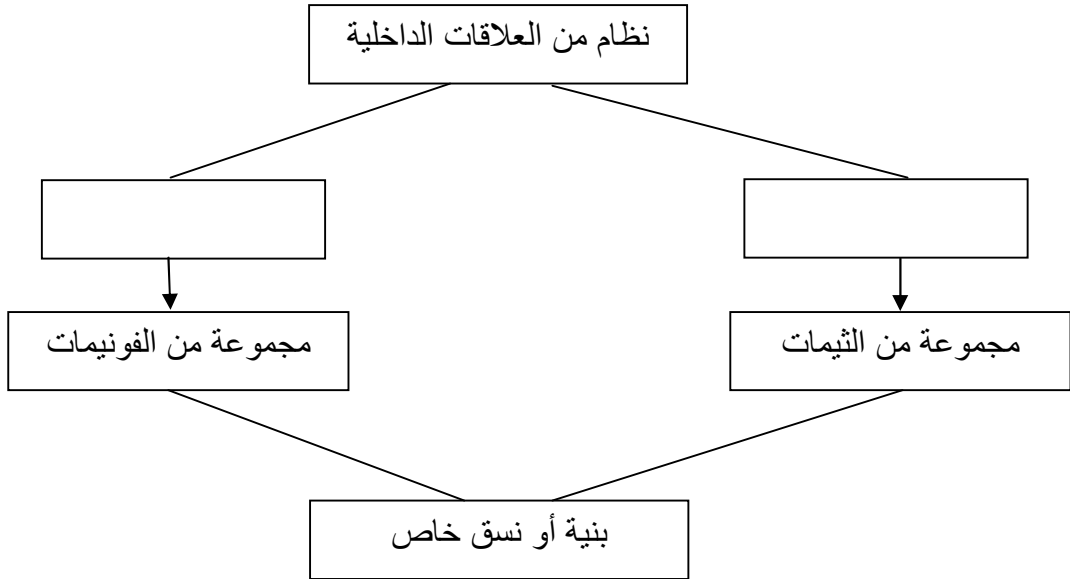 نظام من العلاقات الداخلية
مجموعة من الثيمات
مجموعة من الفونيمات
بنية أو نسق خاص